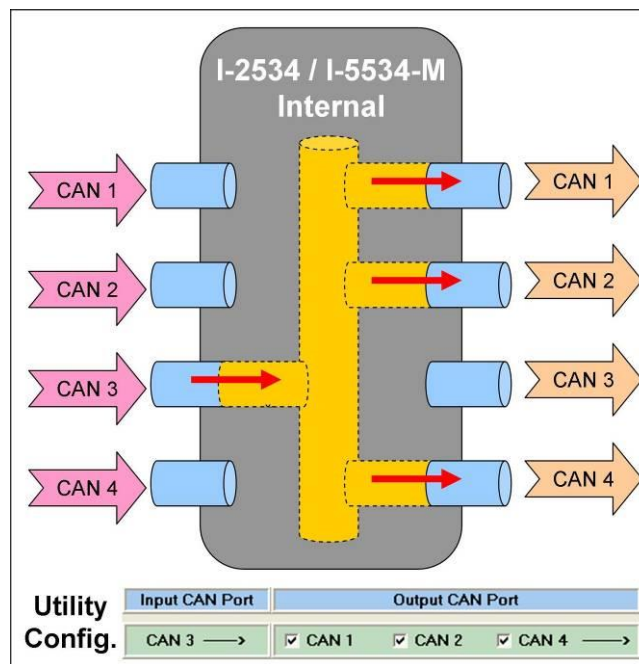 I-2534 / I-5534-M
Internal
CAN 1
CAN 1
CAN 2
CAN 2
CAN 3
CAN 3
CAN 4
CAN 4
Utility
Config.
Input CAN Port
Output CAN Port
CAN 3
CAN 1
CAN 2
CAN 4